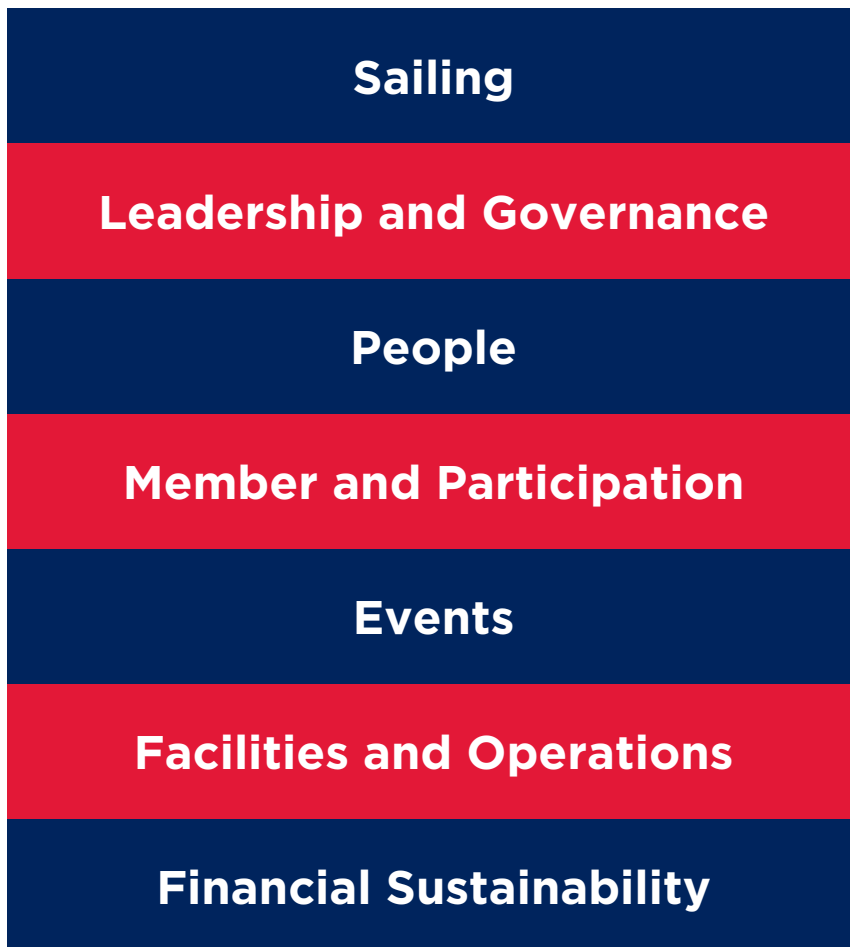 Sailing
Leadership and Governance
People
Member and Participation
Events
Facilities and Operations
Financial Sustainability